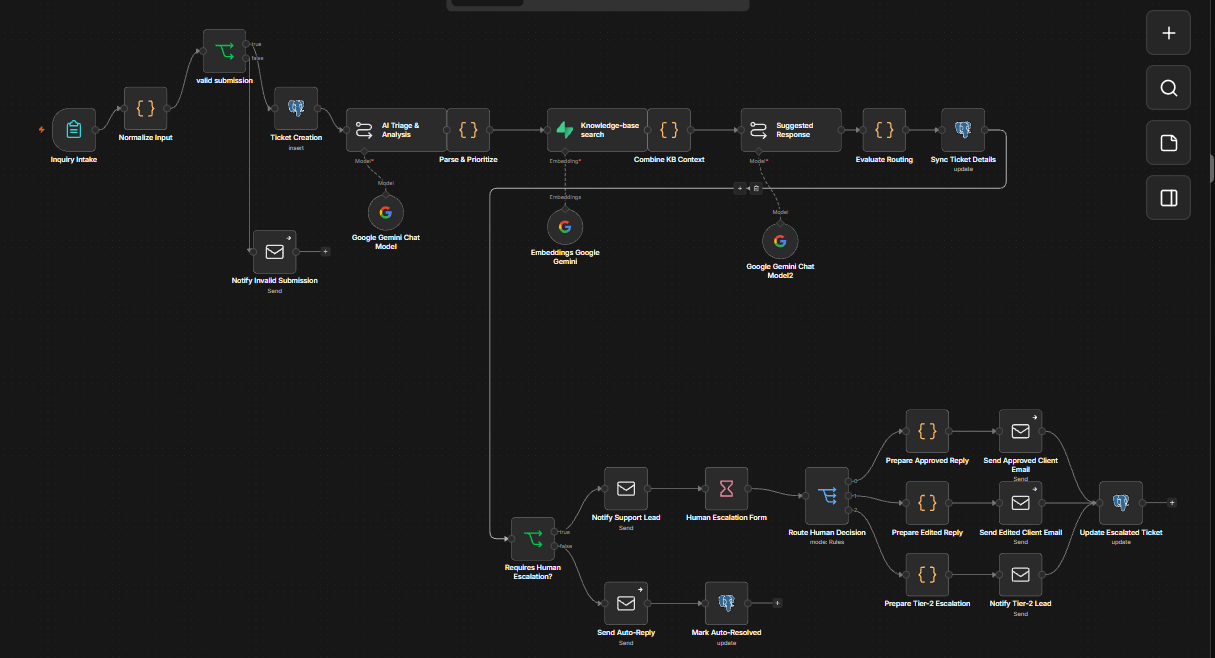 true
false
valid submission
Inquiry Intake
Normalize Input
Ticket Creation
insert
AI Triage &
Analysis
Model*
Parse & Prioritize
Knowledge-base
search
Embedding*
Combine KB Context
Suggested
Response
Model*
Evaluate Routing
Sync Ticket Details
update
Model
Google Gemini Chat
Model
Embeddings
Embeddings Google
Gemini
Model
Google Gemini Chat
Model2
Notify Invalid Submission
Send
Requires Human
Escalation?
true
false
Notify Support Lead
Send
Human Escalation Form
Route Human Decision
mode: Rules
0
1
2
Prepare Approved Reply
Send Approved Client
Email
Send
Prepare Edited Reply
Send Edited Client Email
Send
Prepare Tier-2 Escalation
Notify Tier-2 Lead
Send
Update Escalated Ticket
update
Send Auto-Reply
Send
Mark Auto-Resolved
update